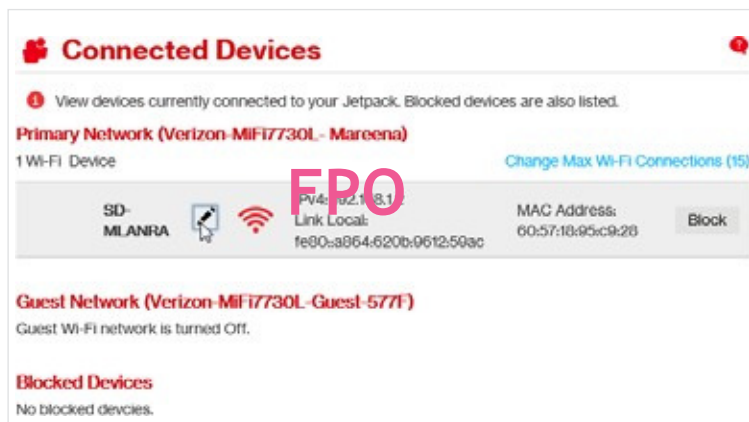 Connected Devices
?
View devices currently connected to your Jetpack. Blocked devices are also listed.
Primary Network (Verizon-MiFi7730L- Mareena)
1 Wi-Fi Device
Change Max Wi-Fi Connections (15)
FPO
SD-
MLANRA
Link Local:
fe80::a864:620b:9612:59ac
MAC Address:
60:57:18:95:c9:28
Block
Guest Network (Verizon-MiFi7730L-Guest-577F)
Guest Wi-Fi network is turned Off.
Blocked Devices
No blocked devcies.